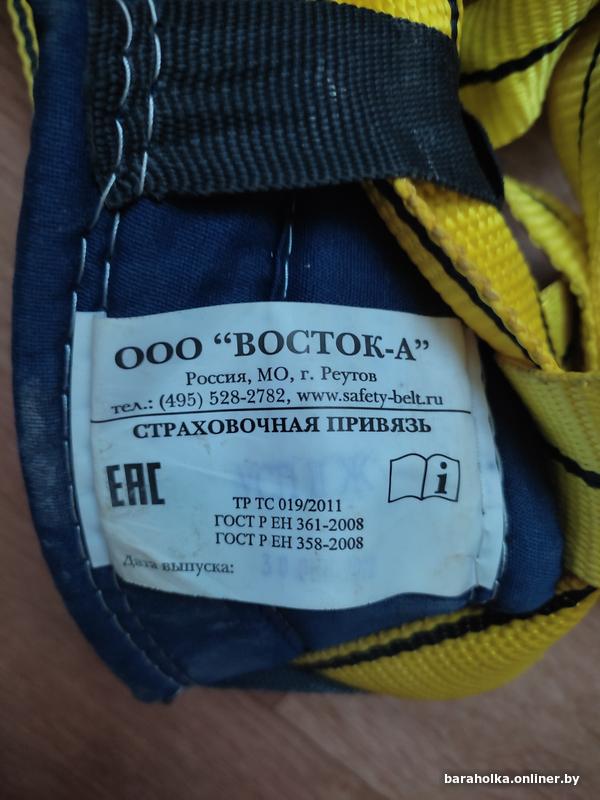 ООО “ВОСТОК-А”
Россия, МО, г. Реутов
тел.: (495) 528-2782, www.safety-belt.ru
СТРАХОВОЧНАЯ ПРИВЯЗЬ
ЕАС
i
ТР ТС 019/2011
ГОСТ Р ЕН 361-2008
ГОСТ Р ЕН 358-2008
Дата выпуска:
baraholka.onliner.by